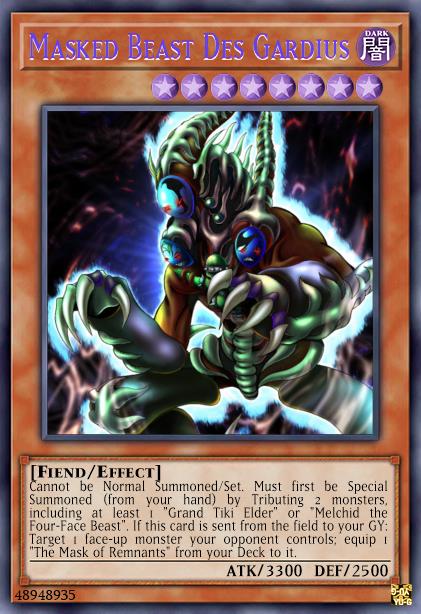 Masked Beast Des Gardius
DARK
闇
[Fiend/Effect]
Cannot be Normal Summoned/Set. Must first be Special
Summoned (from your hand) by Tributing 2 monsters,
including at least 1 "Grand Tiki Elder" or "Melchid the
Four-Face Beast". If this card is sent from the field to your GY:
Target 1 face-up monster your opponent controls; equip 1
"The Mask of Remnants" from your Deck to it.
ATK/3300 DEF/2500
48948935